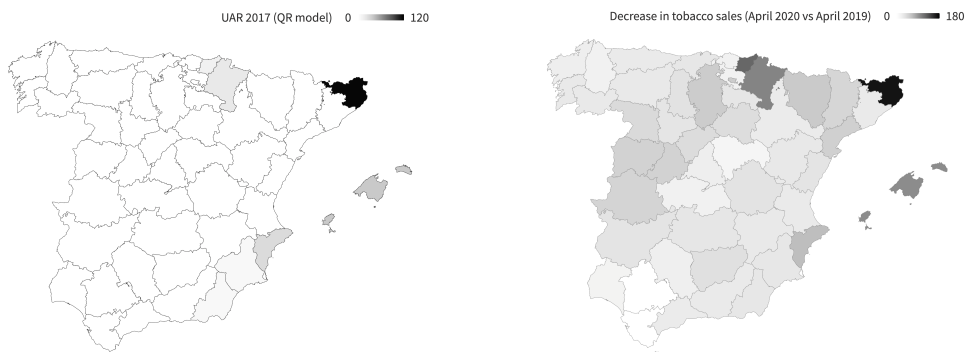 UAR 2017 (QR model) 0 120
Decrease in tobacco sales (April 2020 vs April 2019) 0 180